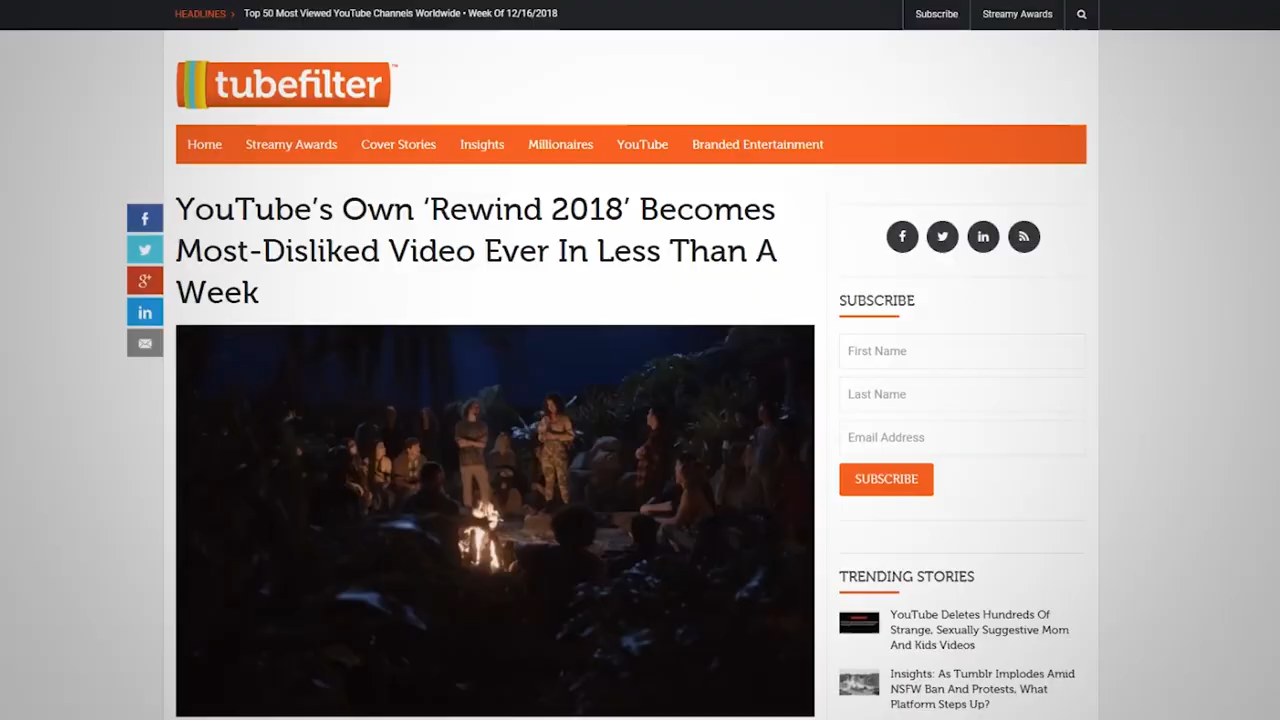 HEADLINES › Top 50 Most Viewed YouTube Channels Worldwide • Week Of 12/16/2018
Subscribe
Streamy Awards
tubefilter™
Home
Streamy Awards
Cover Stories
Insights
Millionaires
YouTube
Branded Entertainment
YouTube's Own ‘Rewind 2018’ Becomes
Most-Disliked Video Ever In Less Than A
Week
SUBSCRIBE
First Name
Last Name
Email Address
SUBSCRIBE
TRENDING STORIES
YouTube Deletes Hundreds Of
Strange, Sexually Suggestive Mom
And Kids Videos
Insights: As Tumblr Implodes Amid
NSFW Ban And Protests, What
Platform Steps Up?